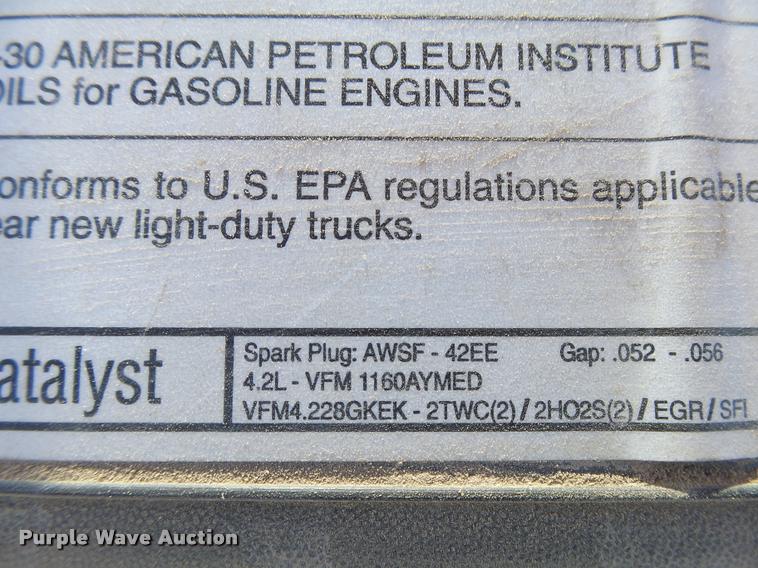 -30 AMERICAN PETROLEUM INSTITUTE
OILS for GASOLINE ENGINES.
onforms to U.S. EPA regulations applicable
ear new light-duty trucks.
atalyst
Spark Plug: AWSF - 42EE Gap: .052 - .056
4.2L - VFM 1160AYMED
VFM4.228GKEK - 2TWC(2) / 2HO2S(2) / EGR / SFI
Purple Wave Auction